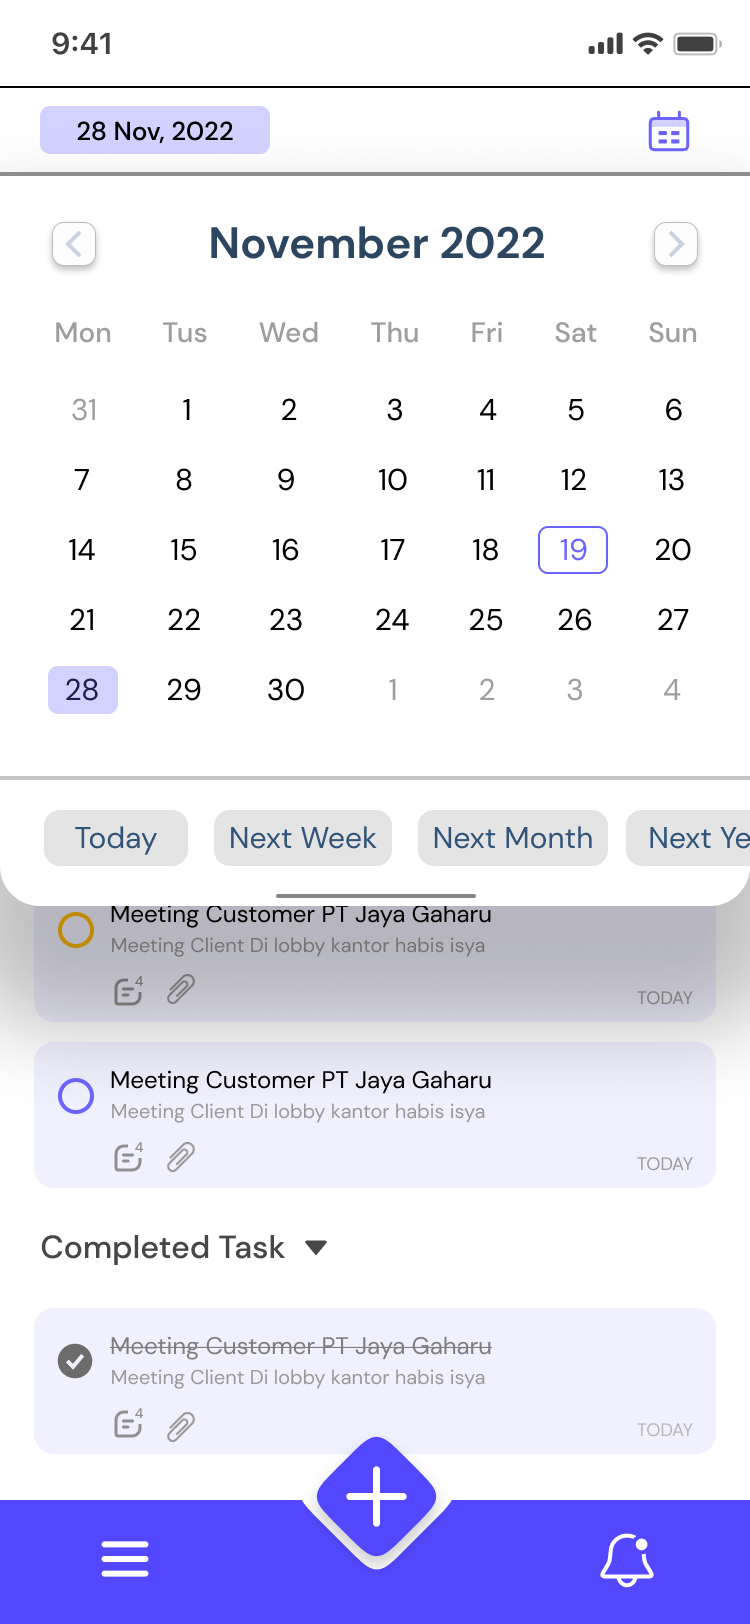 9:41
28 Nov, 2022
November 2022
Mon Tus Wed Thu Fri Sat Sun
31 1 2 3 4 5 6
7 8 9 10 11 12 13
14 15 16 17 18 19 20
21 22 23 24 25 26 27
28 29 30 1 2 3 4
Today Next Week Next Month Next Ye
Meeting Customer PT Jaya Gaharu
Meeting Client Di lobby kantor habis isya
4
TODAY
Meeting Customer PT Jaya Gaharu
Meeting Client Di lobby kantor habis isya
4
TODAY
Completed Task
Meeting Customer PT Jaya Gaharu
Meeting Client Di lobby kantor habis isya
4
TODAY